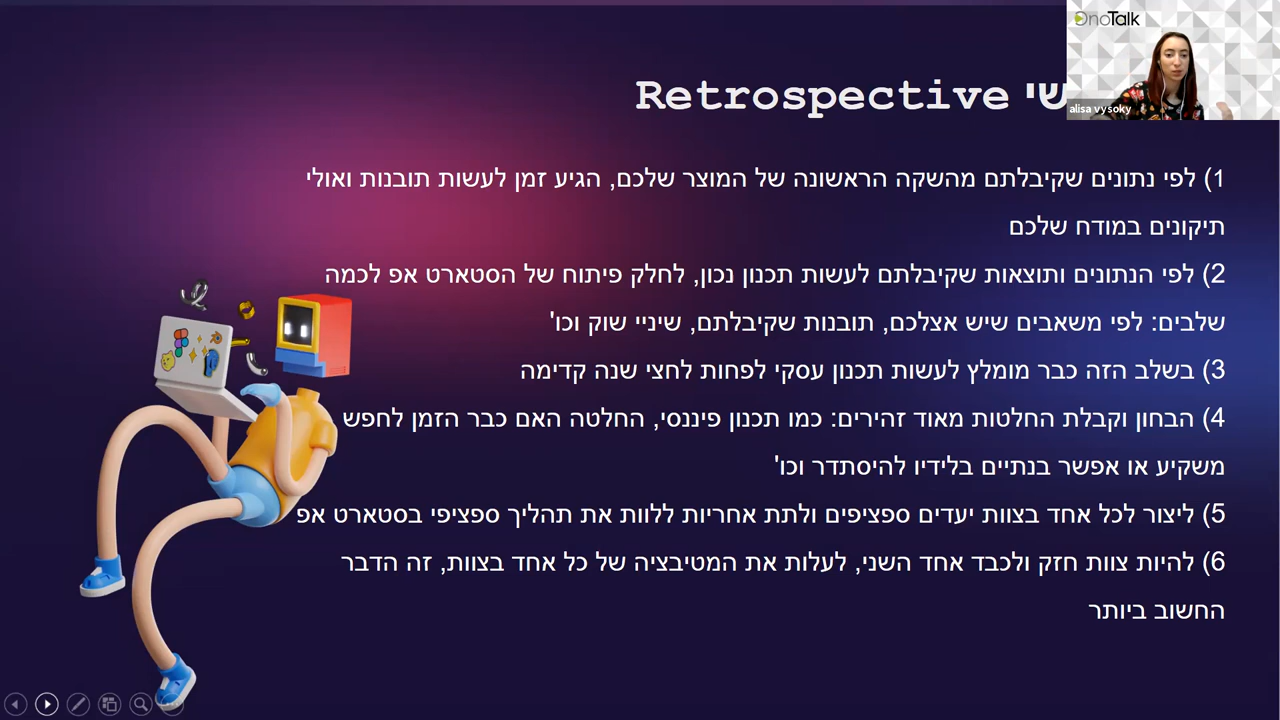 OnoTalk
alisa vysoky
שי Retrospective
1) לפי נתונים שקיבלתם מהשקה הראשונה של המוצר שלכם, הגיע זמן לעשות תובנות ואולי
תיקונים במודח שלכם
2) לפי הנתונים ותוצאות שקיבלתם לעשות תכנון נכון, לחלק פיתוח של הסטארט אפ לכמה
שלבים: לפי משאבים שיש אצלכם, תובנות שקיבלתם, שיניי שוק וכו'
3) בשלב הזה כבר מומלץ לעשות תכנון עסקי לפחות לחצי שנה קדימה
4) הבחון וקבלת החלטות מאוד זהירים: כמו תכנון פיננסי, החלטה האם כבר הזמן לחפש
משקיע או אפשר בנתיים בלידיו להיסתדר וכו'
5) ליצור לכל אחד בצוות יעדים ספציפים ולתת אחריות ללוות את תהליך ספציפי בסטארט אפ
6) להיות צוות חזק ולכבד אחד השני, לעלות את המטיבציה של כל אחד בצוות, זה הדבר
החשוב ביותר